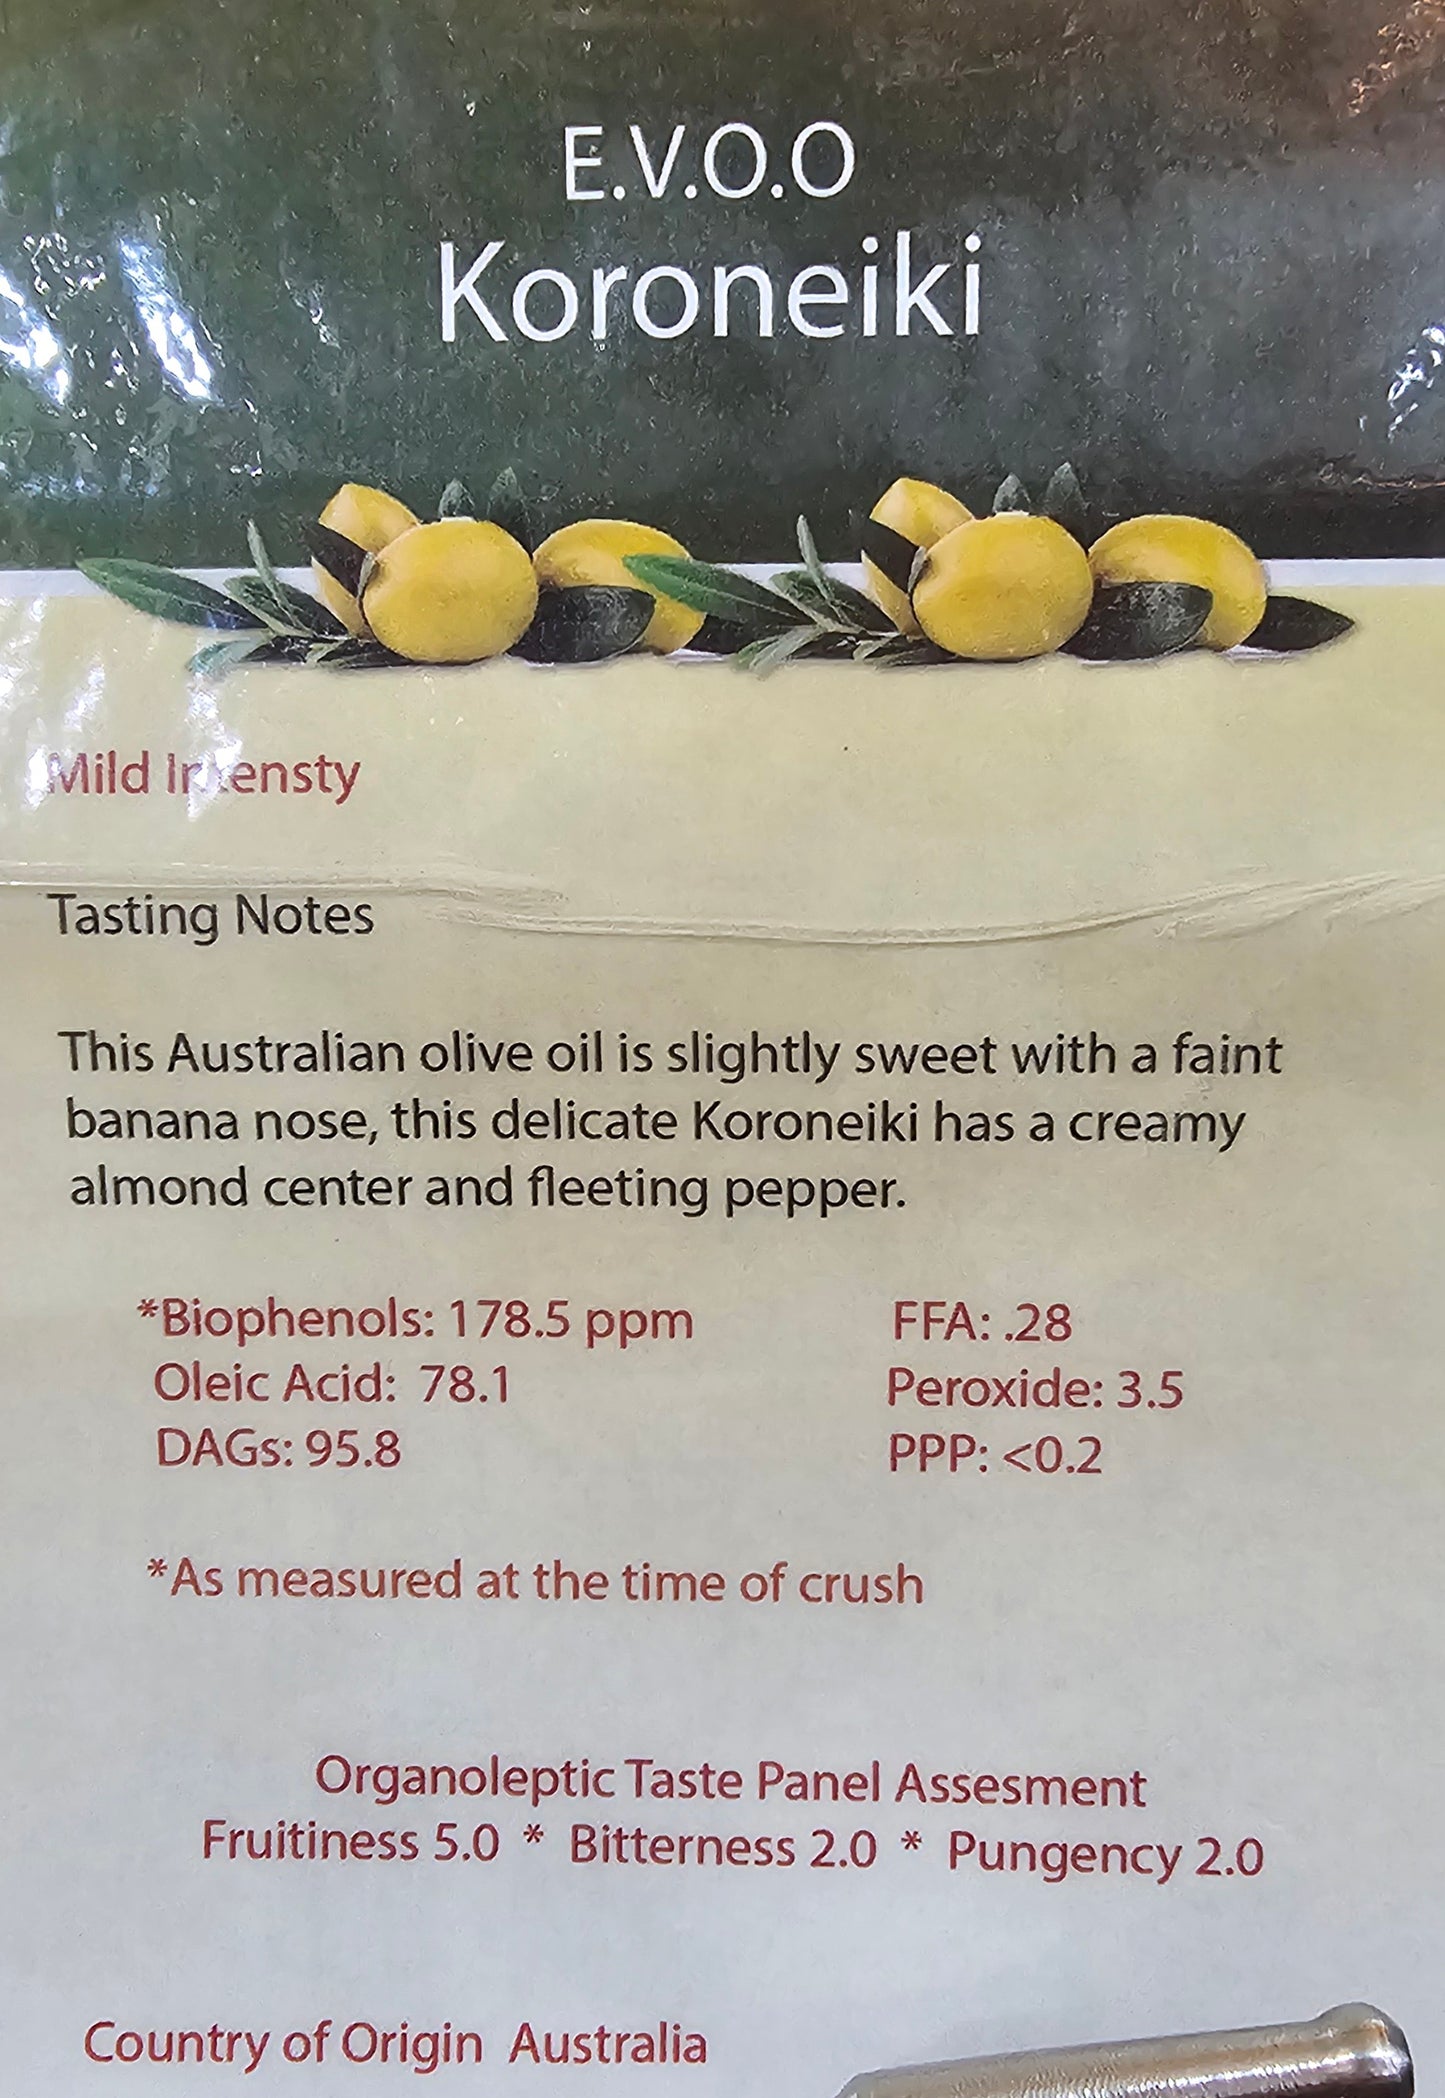 E.V.O.O
Koroneiki
Mild Intensty
Tasting Notes
This Australian olive oil is slightly sweet with a faint
banana nose, this delicate Koroneiki has a creamy
almond center and fleeting pepper.
*Biophenols: 178.5 ppm FFA: .28
Oleic Acid: 78.1 Peroxide: 3.5
DAGs: 95.8 PPP: <0.2
*As measured at the time of crush
Organoleptic Taste Panel Assesment
Fruitiness 5.0 * Bitterness 2.0 * Pungency 2.0
Country of Origin Australia